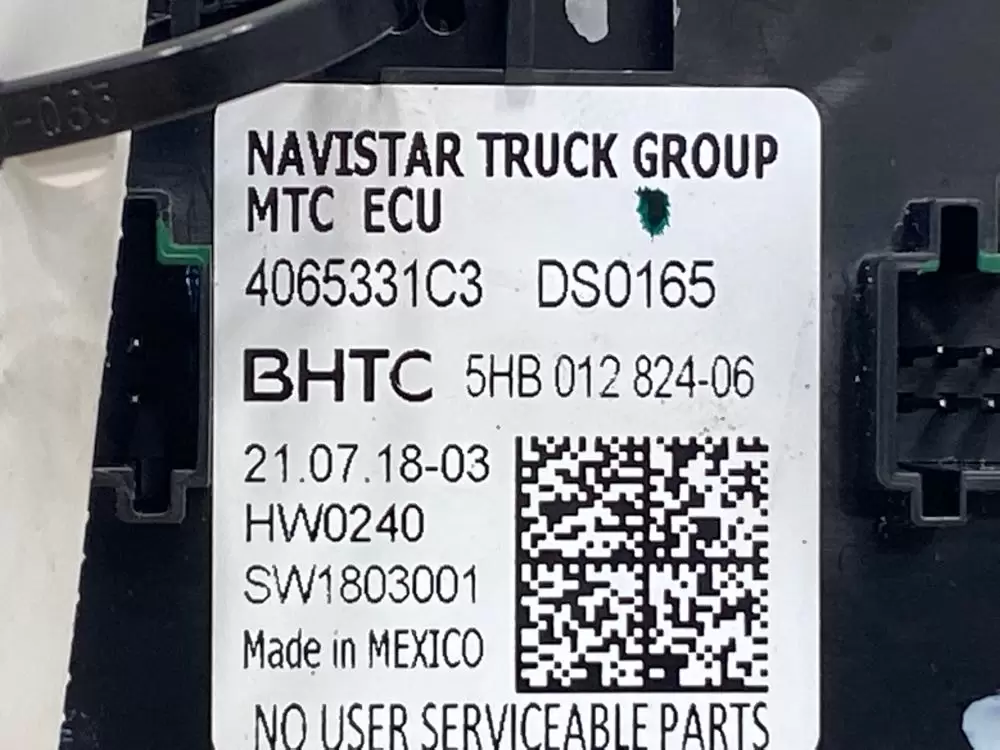 -085
NAVISTAR TRUCK GROUP
MTC ECU
4065331C3 DS0165
BHTC 5HB 012 824-06
21.07.18-03
HW0240
SW1803001
Made in MEXICO
NO USER SERVICEABLE PARTS